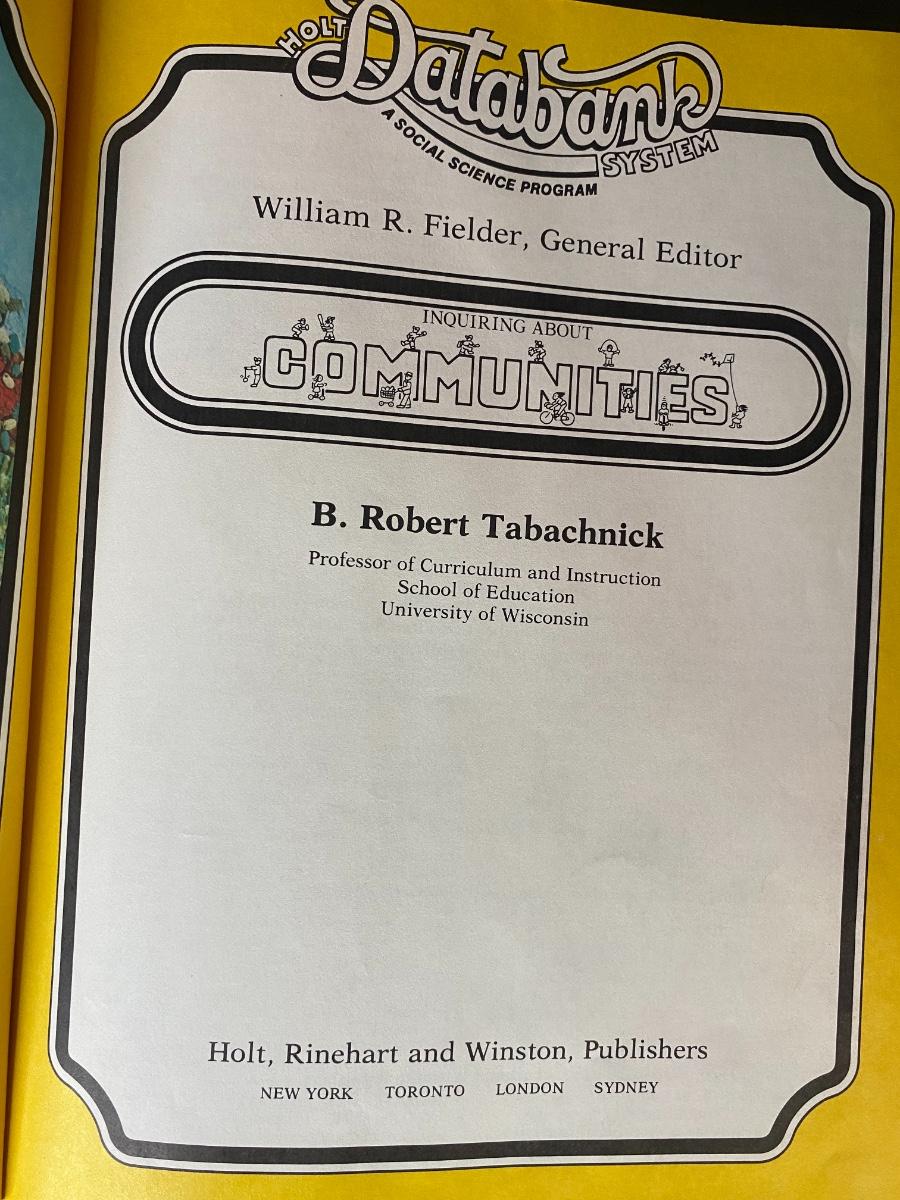 HOLT
Databank
SYSTEM
A SOCIAL SCIENCE PROGRAM
William R. Fielder, General Editor
INQUIRING ABOUT
COMMUNITIES
B. Robert Tabachnick
Professor of Curriculum and Instruction
School of Education
University of Wisconsin
Holt, Rinehart and Winston, Publishers
NEW YORK TORONTO LONDON SYDNEY